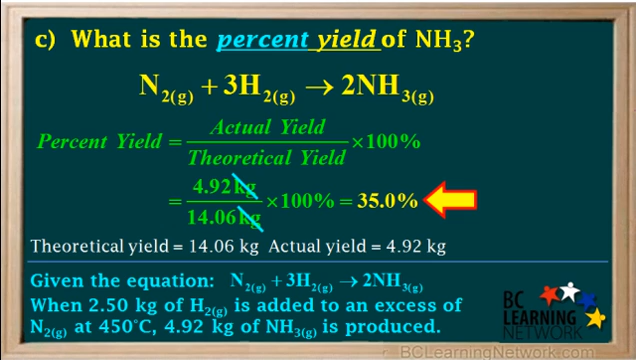 c) What is the percent yield of NH₃?
N₂(g) + 3H₂(g) → 2NH₃(g)
Percent Yield = Actual Yield / Theoretical Yield × 100%
= 4.92 kg / 14.06 kg × 100% = 35.0%
Theoretical yield = 14.06 kg Actual yield = 4.92 kg
Given the equation: N₂(g) + 3H₂(g) → 2NH₃(g)
When 2.50 kg of H₂(g) is added to an excess of
N₂(g) at 450°C, 4.92 kg of NH₃(g) is produced.
BC
LEARNING
NETWORK
BCLearningNetwork.com